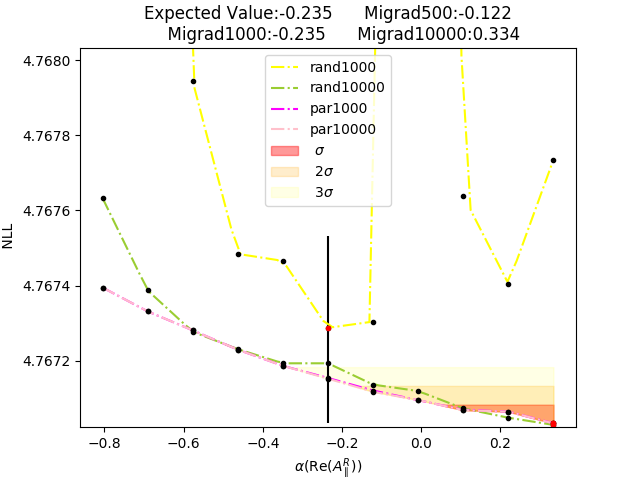 Expected Value:-0.235 Migrad500:-0.122
Migrad1000:-0.235 Migrad10000:0.334
4.7680
4.7678
4.7676
4.7674
4.7672
NLL
rand1000
rand10000
par1000
par10000
σ
2σ
3σ
−0.8 −0.6 −0.4 −0.2 0.0 0.2
α(Re(A_∥^R))